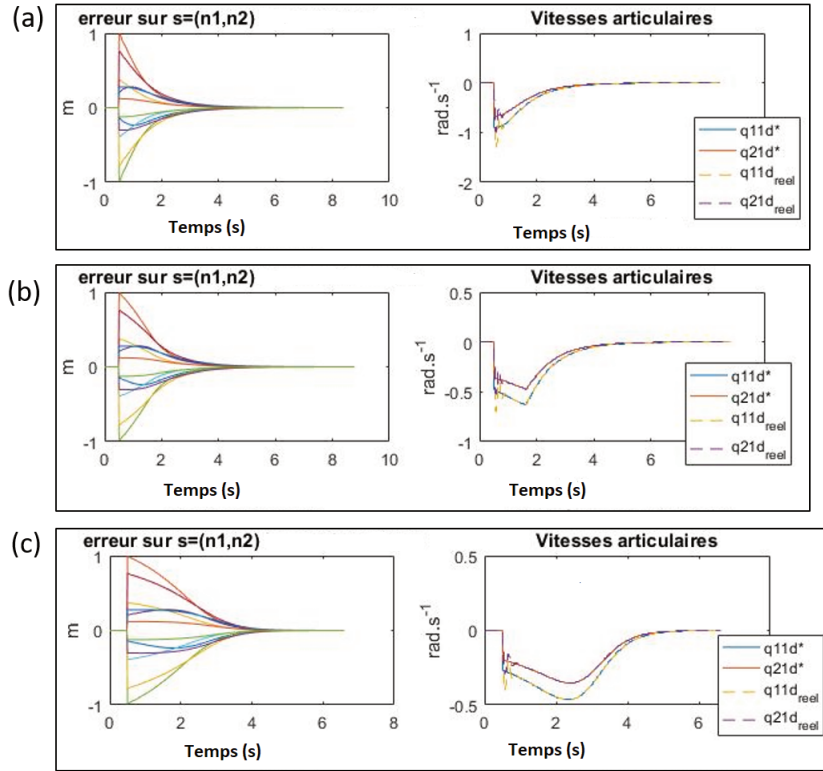 (a)
erreur sur s=(n1,n2)
1
0
-1
m
0 2 4 6 8 10
Temps (s)
Vitesses articulaires
1
0
-1
-2
rad.s-1
0 2 4 6
Temps (s)
q11d*
q21d*
q11dreel
q21dreel
(b)
erreur sur s=(n1,n2)
1
0
-1
m
0 2 4 6 8 10
Temps (s)
Vitesses articulaires
0.5
0
-0.5
-1
rad.s-1
0 2 4 6
Temps (s)
q11d*
q21d*
q11dreel
q21dreel
(c)
erreur sur s=(n1,n2)
1
0
-1
m
0 2 4 6 8
Temps (s)
Vitesses articulaires
0.5
0
-0.5
rad.s-1
0 2 4 6
Temps (s)
q11d*
q21d*
q11dreel
q21dreel